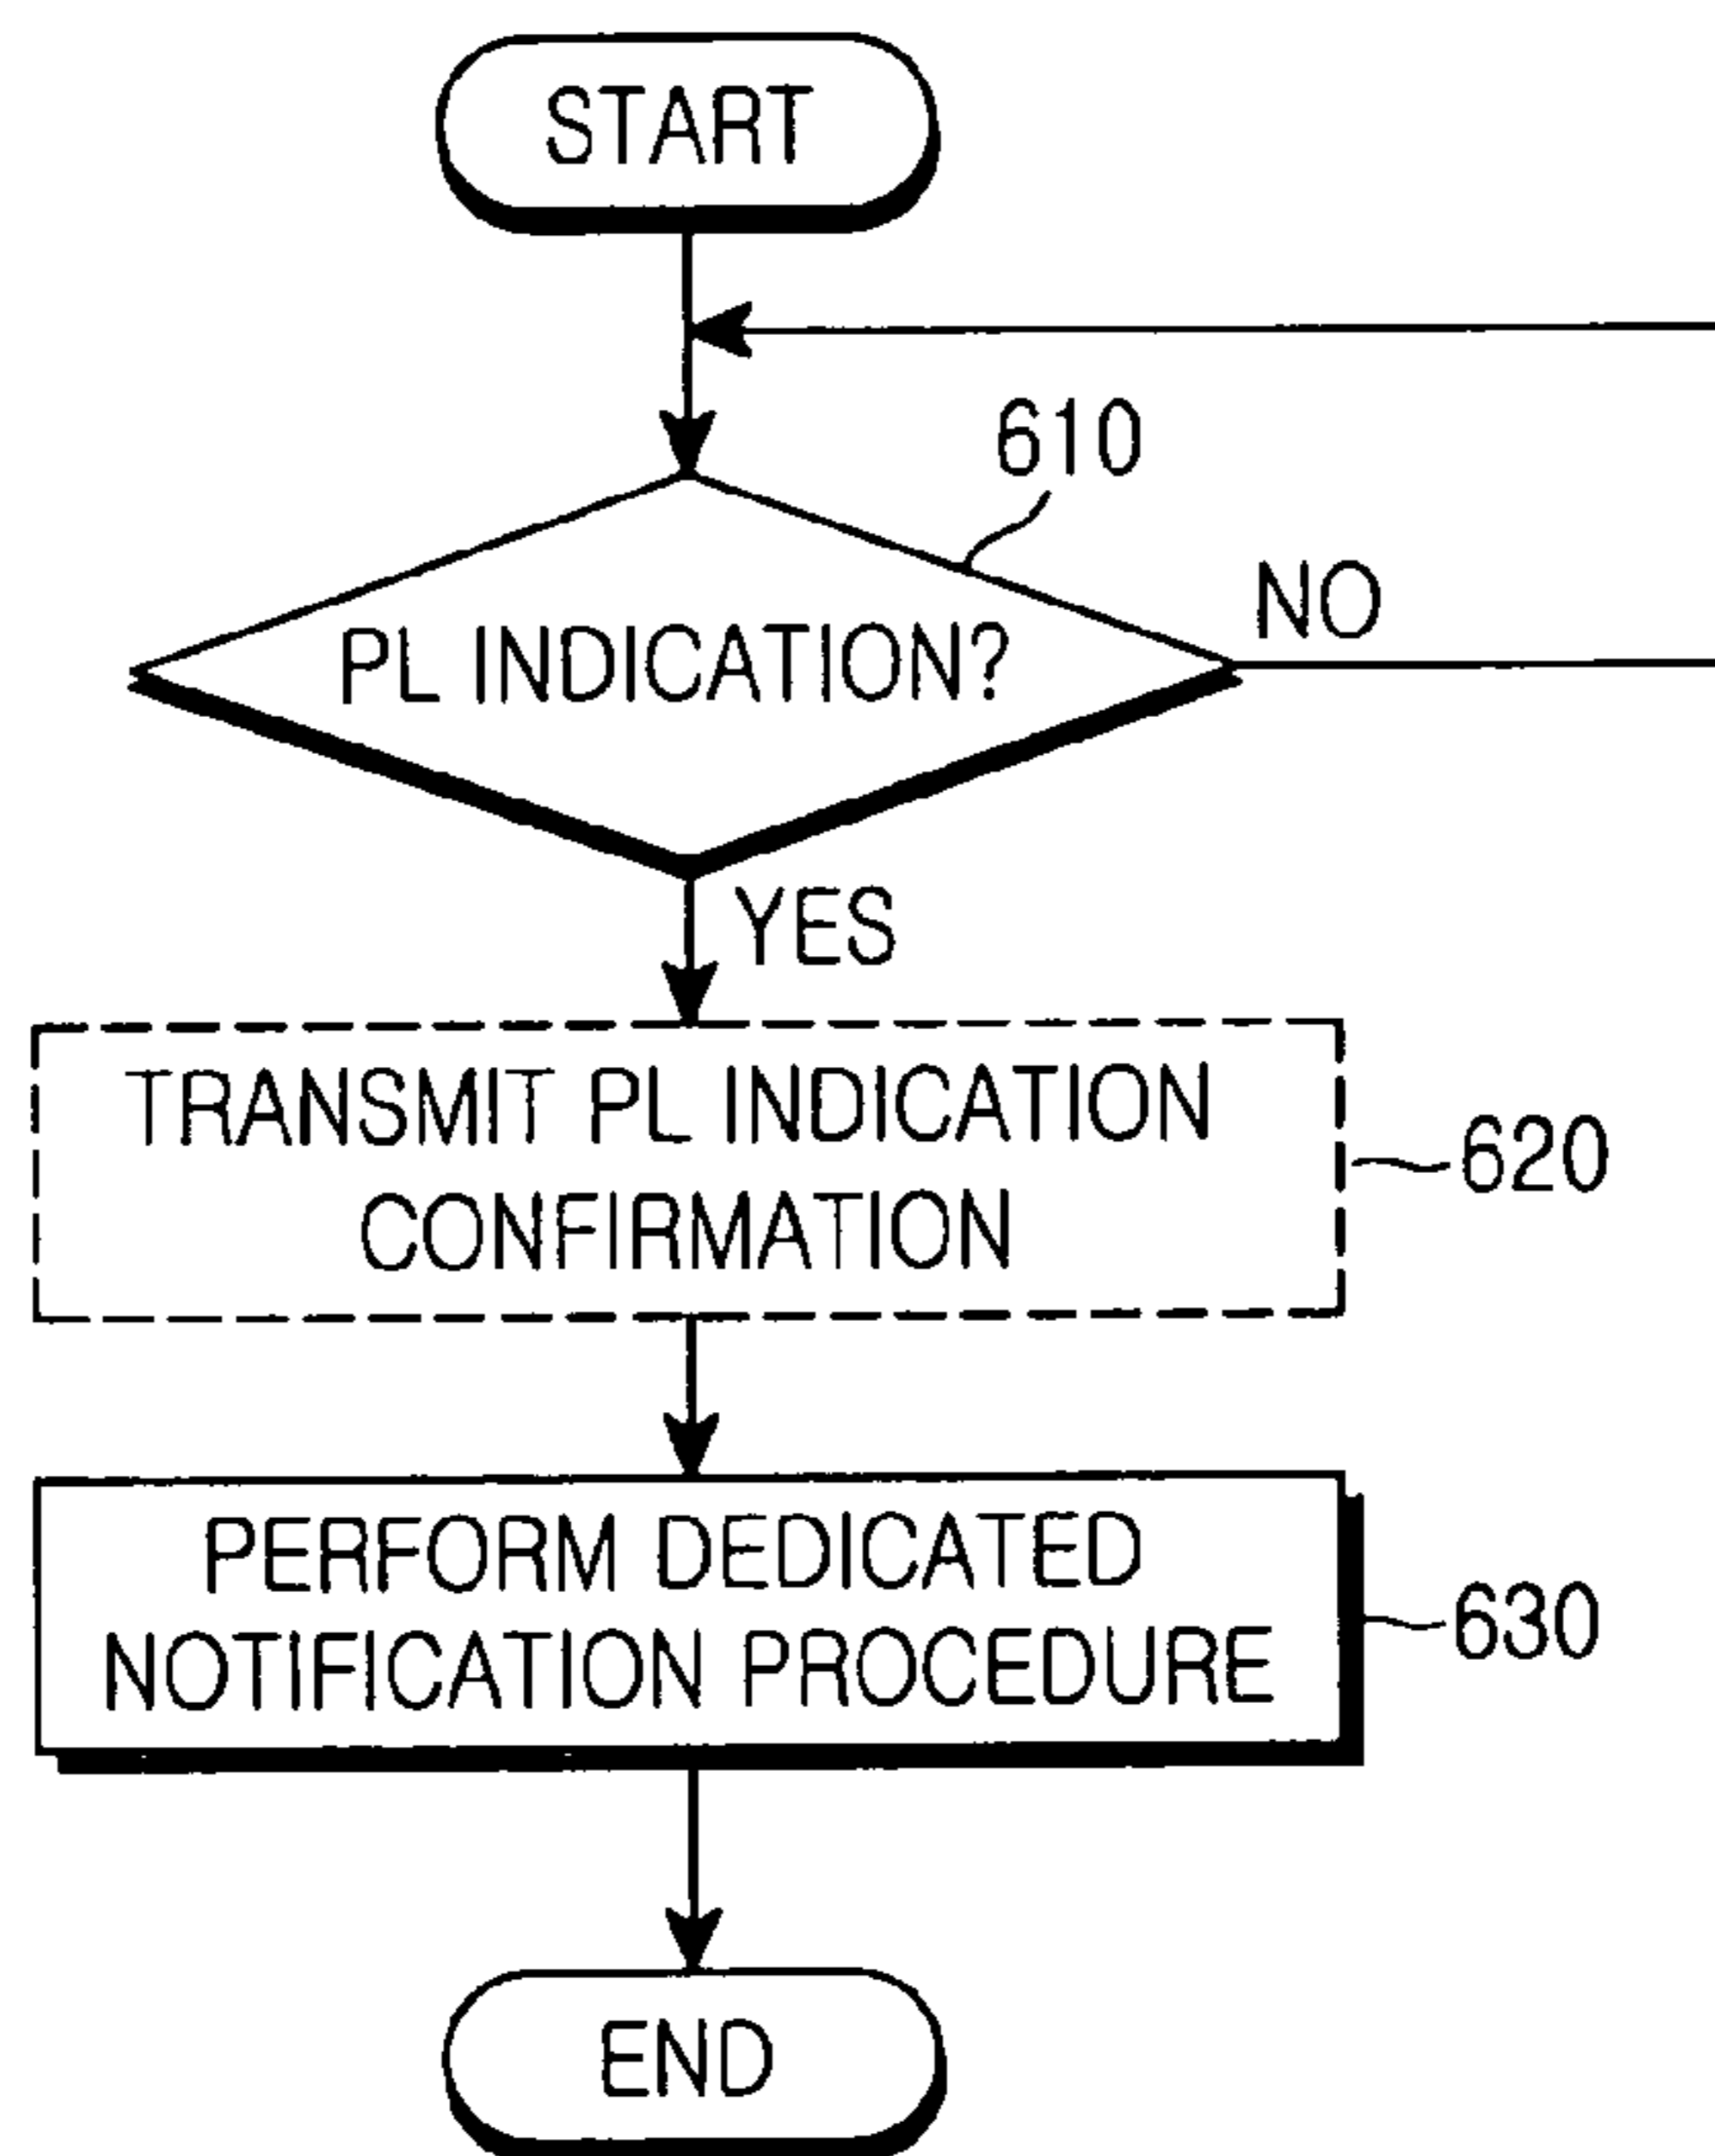 START
610
NO
PL INDICATION?
YES
TRANSMIT PL INDICATION
CONFIRMATION
620
PERFORM DEDICATED
NOTIFICATION PROCEDURE
630
END